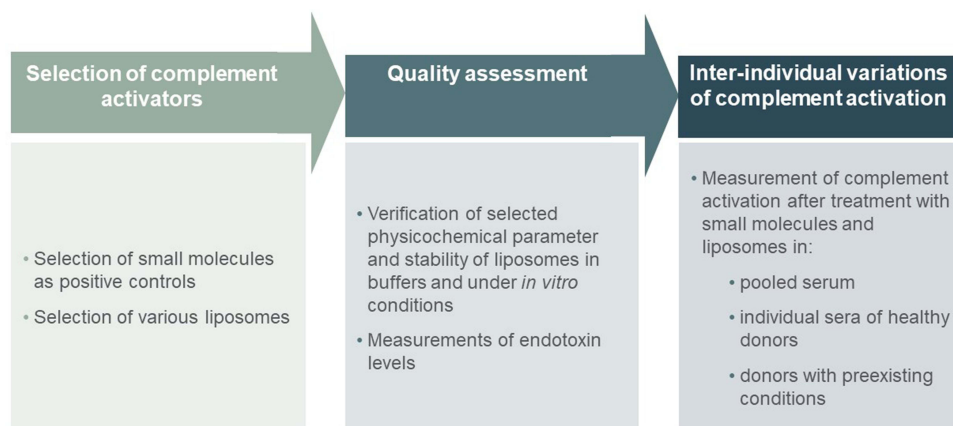 Selection of complement
activators
• Selection of small molecules
as positive controls
• Selection of various liposomes
Quality assessment
• Verification of selected
physicochemical parameter
and stability of liposomes in
buffers and under in vitro
conditions
• Measurements of endotoxin
levels
Inter-individual variations
of complement activation
• Measurement of complement
activation after treatment with
small molecules and
liposomes in:
• pooled serum
• individual sera of healthy
donors
• donors with preexisting
conditions